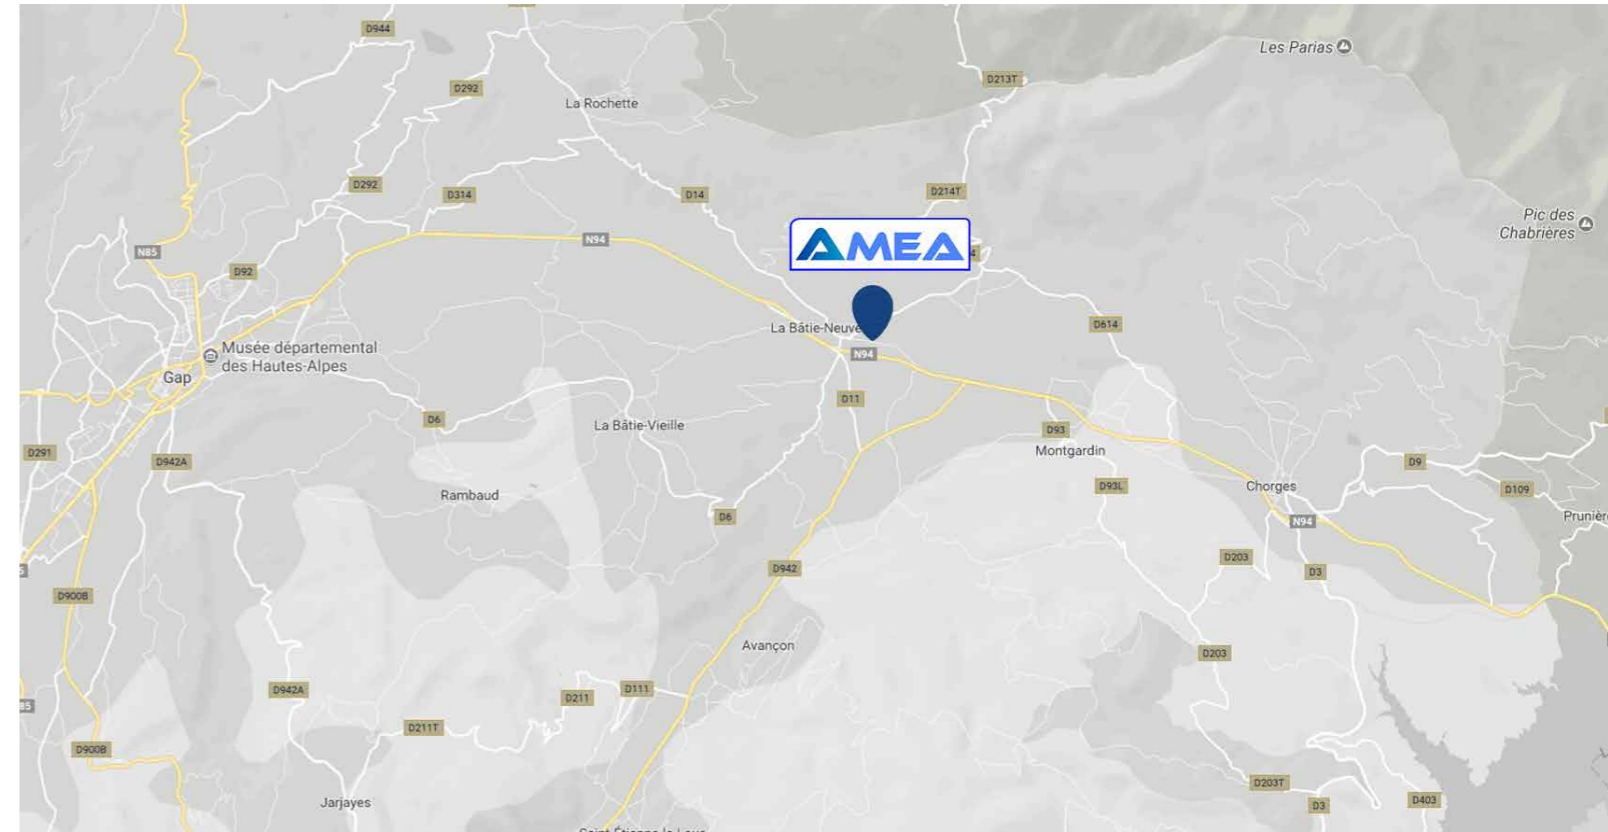 D944
Les Parias
D213T
D292
La Rochette
D292
D314
D14
D214T
Pic des
Chabrières
N94
N85
AMEA
4
D92
La Bâtie-Neuve
D614
N94
Musée départemental
des Hautes-Alpes
Gap
D11
D6
La Bâtie-Vieille
D93
Montgardin
D291
D942A
D9
D93L
Chorges
D109
Rambaud
D6
N94
Prunièr
D203
D942
D3
D900B
Avançon
D203
D942A
D111
D211
85
D211T
D900B
D203T
Jarjayes
D3
D403